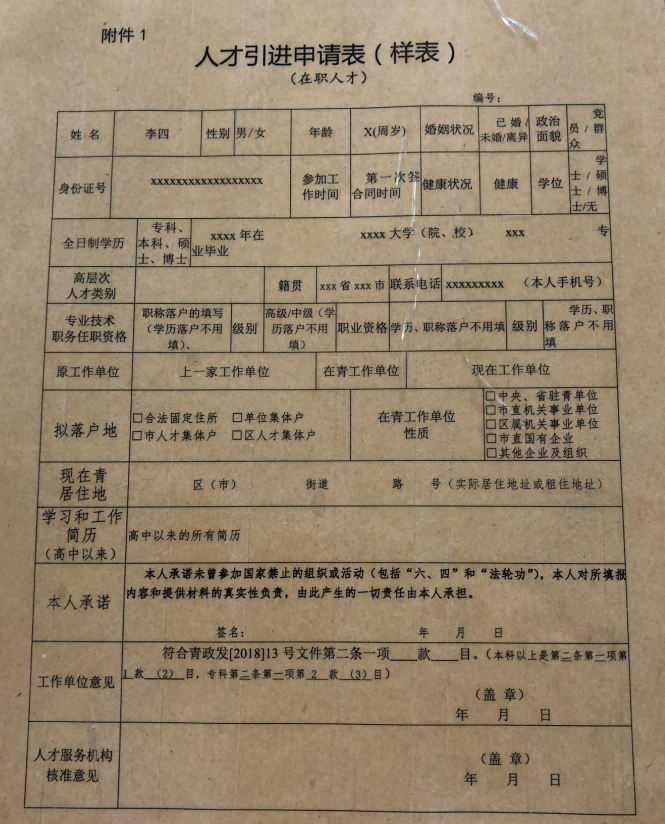 附件 1
人才引进申请表（样表）
（在职人才）
编号：
姓 名 李四 性别 男/女 年龄 X(周岁) 婚姻状况 已 婚 / 未婚/离异 政治面貌 党员 / 群众
身份证号 xxxxxxxxxxxxxxxxxx 参加工作时间 第一次签合同时间 健康状况 健康 学位 学士 / 硕士 / 博士/无
全日制学历 专科、本科、硕士、博士 xxxx 年在 xxxx 大学（院、校） xxx 专业毕业
高层次人才类别 籍贯 xxx 省 xxx 市 联系电话 xxxxxxxxx （本人手机号）
专业技术职务任职资格 职称落户的填写（学历落户不用填）、 级别 高级/中级（学历落户不用填） 职业资格 学历、职称落户不用填 级别 学历、职称落户不用填
原工作单位 上一家工作单位 在青工作单位 现在工作单位
拟落户地
□合法固定住所 □单位集体户
□市人才集体户 □区人才集体户
在青工作单位
性质
□中央、省驻青单位
□市直机关事业单位
□区属机关事业单位
□市直国有企业
□其他企业及组织
现在青
居住地
区（市） 街道 路 号（实际居住地址或租住地址）
学习和工作
简历
（高中以来）
高中以来的所有简历
本人承诺
本人承诺未曾参加国家禁止的组织或活动（包括“六、四”和“法轮功”），本人对所填报
内容和提供材料的真实性负责，由此产生的一切责任由本人承担。
签名： 年 月 日
工作单位意见
符合青政发[2018]13 号文件第二条一项___款___目。（本科以上是第二条第一项第
1 款 （2） 目，专科第二条第一项第 2 款 （3）目）
（盖 章）
年 月 日
人才服务机构
核准意见
（盖 章）
年 月 日